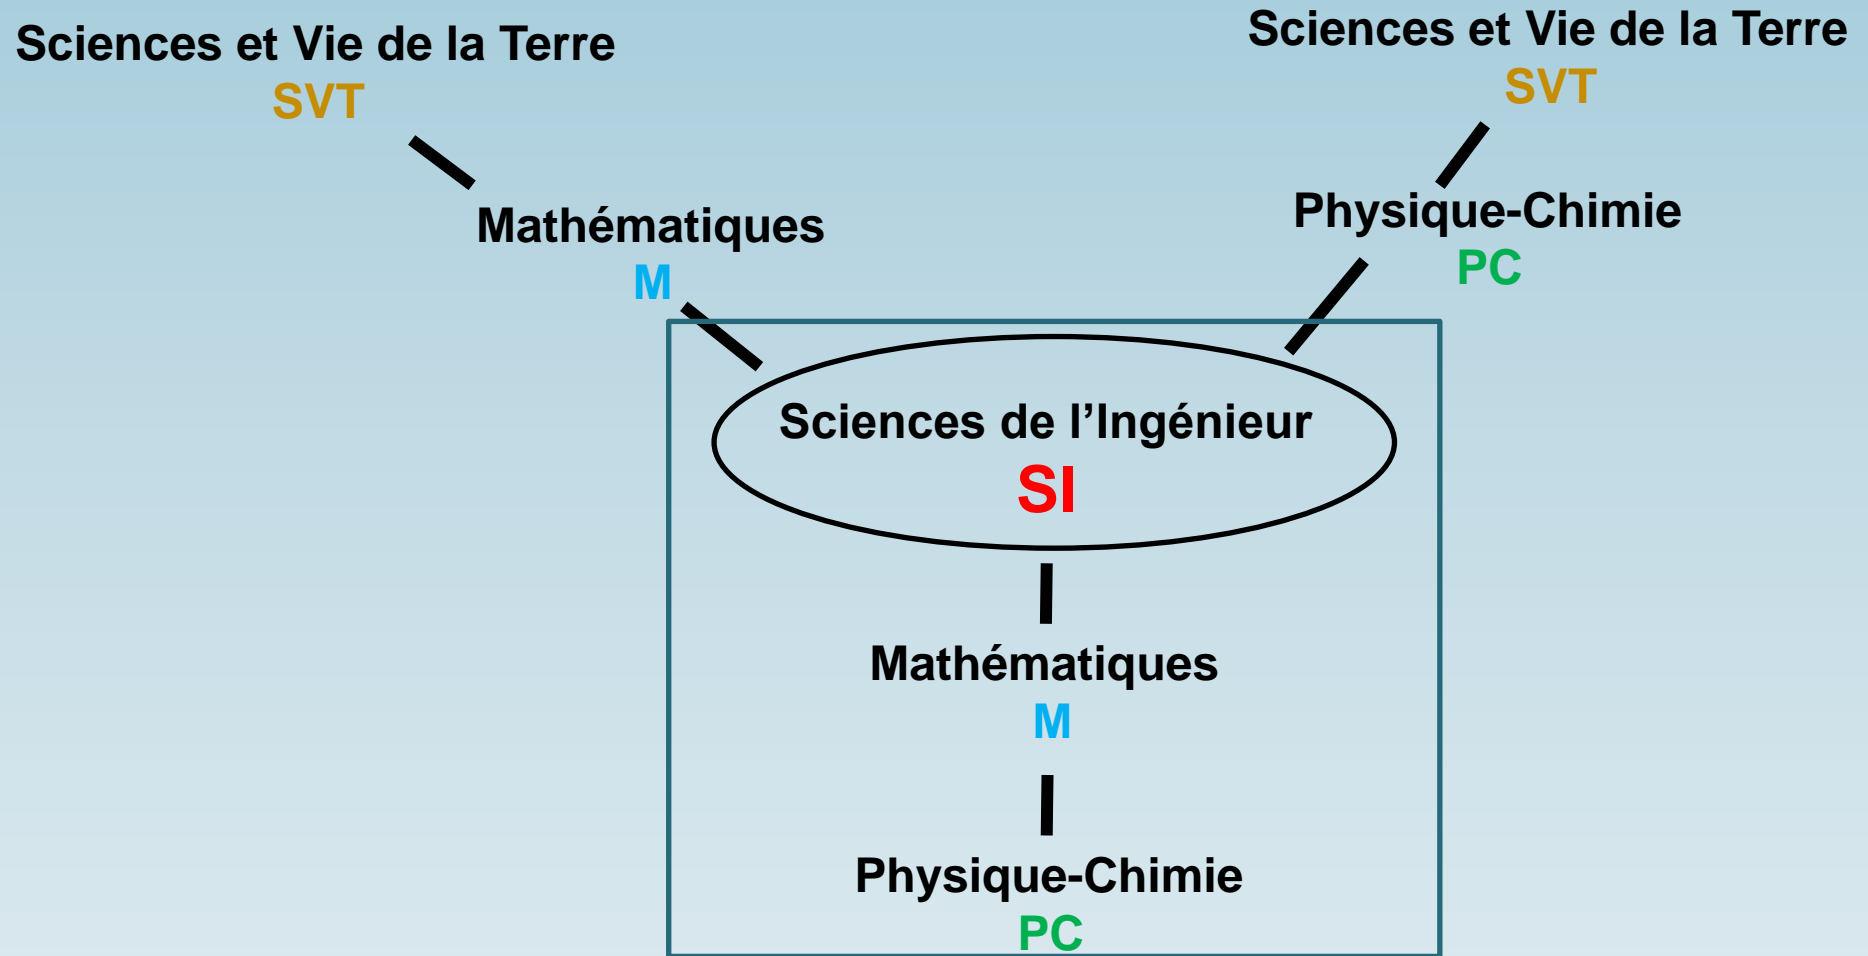 Sciences et Vie de la Terre
SVT
Sciences et Vie de la Terre
SVT
Mathématiques
M
Physique-Chimie
PC
Sciences de l’Ingénieur
SI
Mathématiques
M
Physique-Chimie
PC